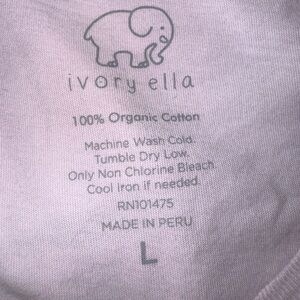 ivory ella
100% Organic Cotton
Machine Wash Cold.
Tumble Dry Low.
Only Non Chlorine Bleach.
Cool Iron if needed.
RN101475
MADE IN PERU
L